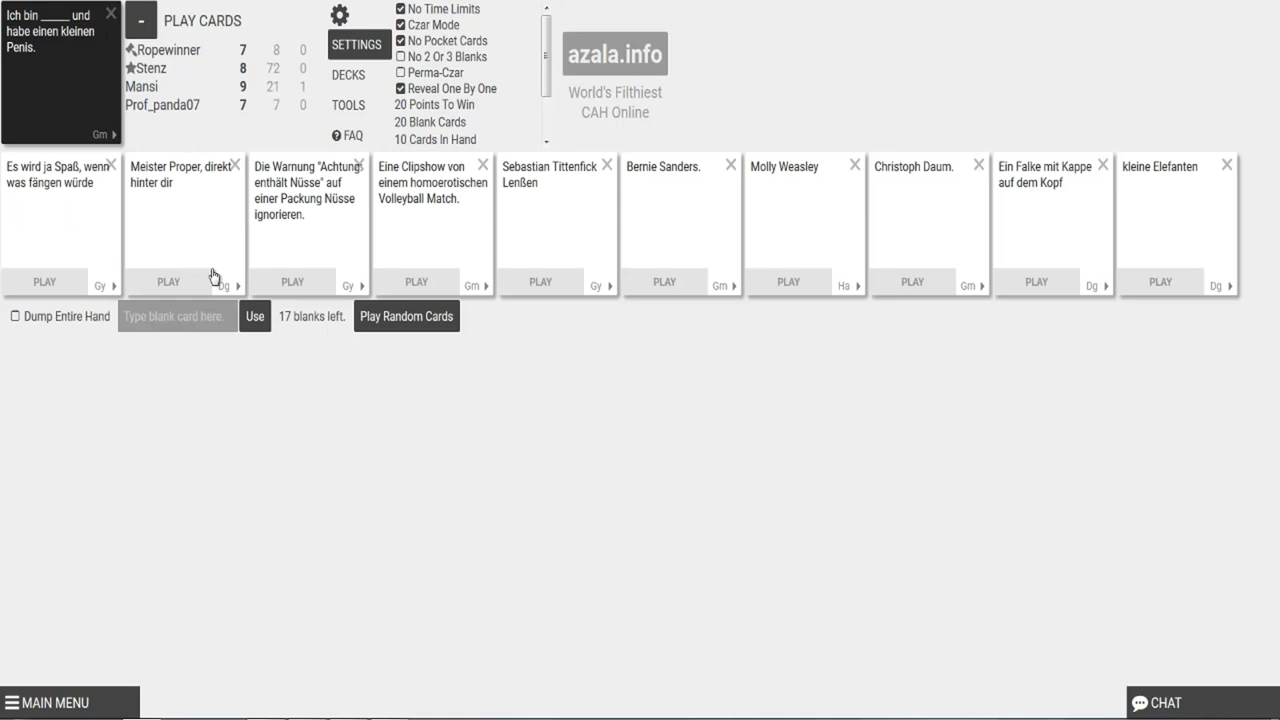 Ich bin ______ und
habe einen kleinen
Penis.
Gm
-
PLAY CARDS
Ropewinner 7 8 0
Stenz 8 72 0
Mansi 9 21 1
Prof_panda07 7 7 0
SETTINGS
DECKS
TOOLS
FAQ
No Time Limits
Czar Mode
No Pocket Cards
No 2 Or 3 Blanks
Perma-Czar
Reveal One By One
20 Points To Win
20 Blank Cards
10 Cards In Hand
azala.info
World's Filthiest
CAH Online
Es wird ja Spaß, wenn
was fängen würde
PLAY
Gy
Meister Proper, direkt
hinter dir
PLAY
Dg
Die Warnung "Achtung,
enthält Nüsse" auf
einer Packung Nüsse
ignorieren.
PLAY
Gy
Eine Clipshow von
einem homoerotischen
Volleyball Match.
PLAY
Gm
Sebastian Tittenfick
Lenßen
PLAY
Gy
Bernie Sanders.
PLAY
Gm
Molly Weasley
PLAY
Ha
Christoph Daum.
PLAY
Gm
Ein Falke mit Kappe
auf dem Kopf
PLAY
Dg
kleine Elefanten
PLAY
Dg
Dump Entire Hand
Type blank card here.
Use
17 blanks left.
Play Random Cards
MAIN MENU
CHAT